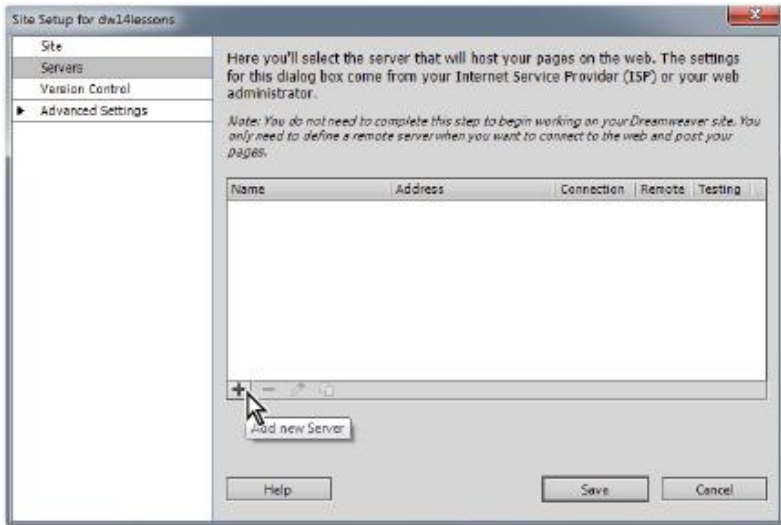 Site Setup for dw14lessons
Site
Servers
Version Control
Advanced Settings
Here you'll select the server that will host your pages on the web. The settings
for this dialog box come from your Internet Service Provider (ISP) or your web
administrator.
Note: You do not need to complete this step to begin working on your Dreamweaver site. You
only need to define a remote server when you want to connect to the web and post your
pages.
Name Address Connection Remote Testing
Add new Server
Help Save Cancel